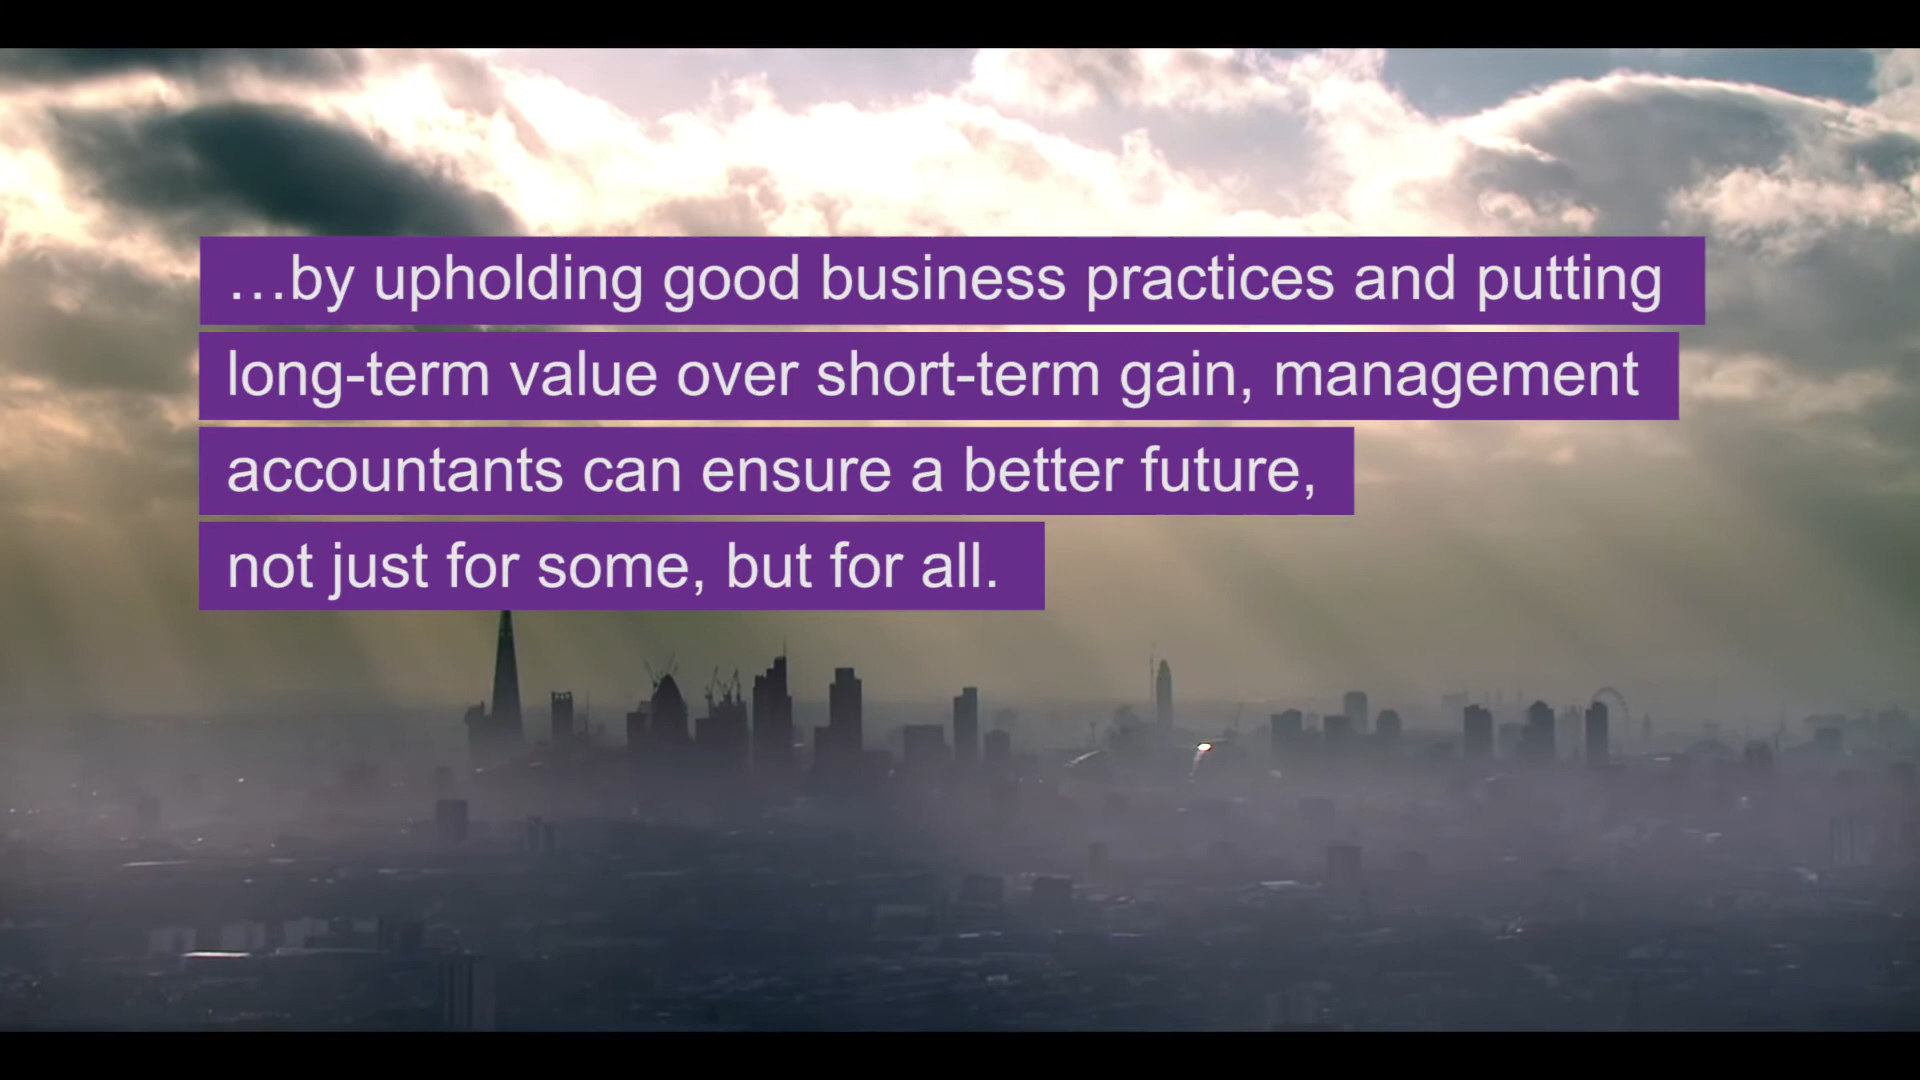 …by upholding good business practices and putting
long-term value over short-term gain, management
accountants can ensure a better future,
not just for some, but for all.